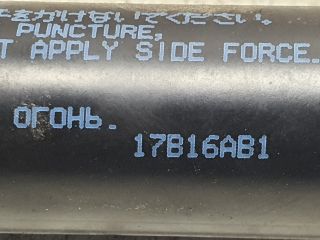 をかけないでください。
PUNCTURE,
T APPLY SIDE FORCE.
ОГОНЬ.
17B16AB1